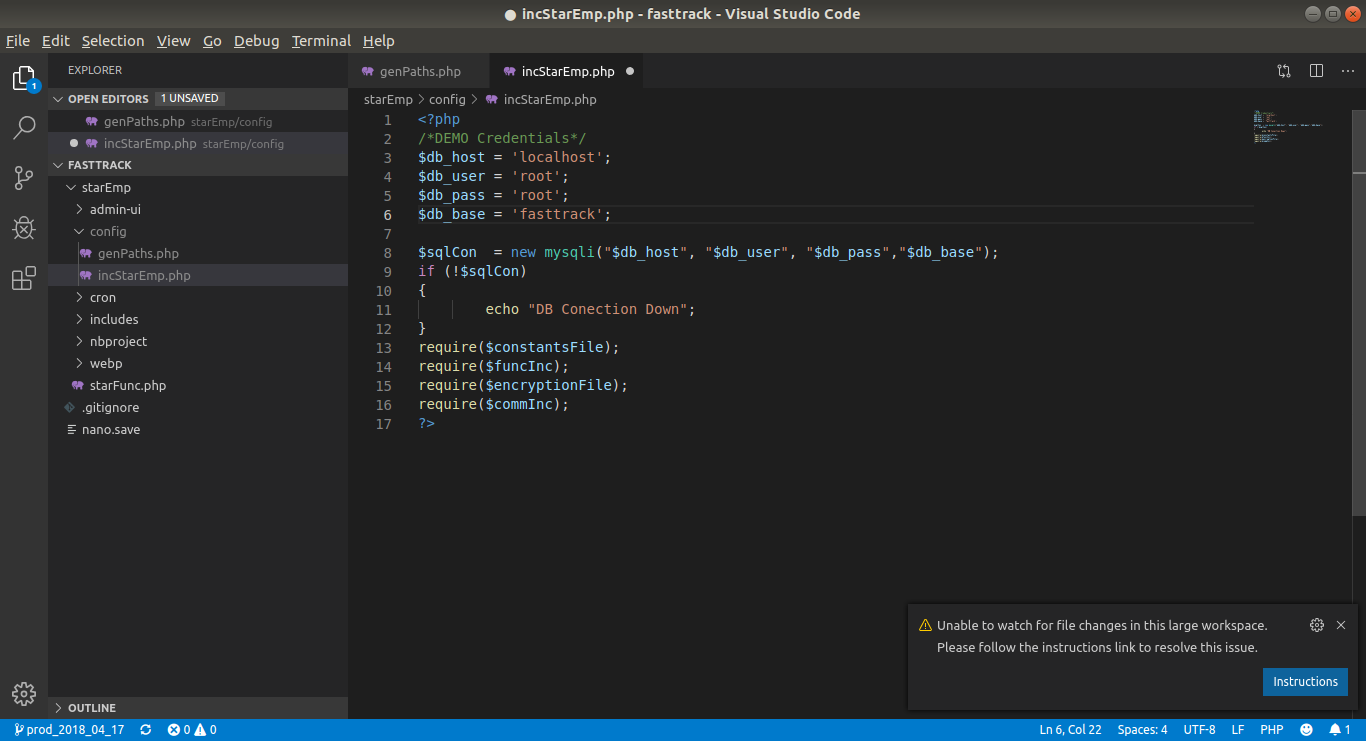 ● incStarEmp.php - fasttrack - Visual Studio Code
File Edit Selection View Go Debug Terminal Help
EXPLORER
OPEN EDITORS 1 UNSAVED
genPaths.php starEmp/config
incStarEmp.php starEmp/config
FASTTRACK
starEmp
admin-ui
config
genPaths.php
incStarEmp.php
cron
includes
nbproject
webp
starFunc.php
.gitignore
nano.save
OUTLINE
1
genPaths.php incStarEmp.php
starEmp > config > incStarEmp.php
1 <?php
2 /*DEMO Credentials*/
3 $db_host = 'localhost';
4 $db_user = 'root';
5 $db_pass = 'root';
6 $db_base = 'fasttrack';
7
8 $sqlCon  = new mysqli("$db_host", "$db_user", "$db_pass","$db_base");
9 if (!$sqlCon)
10 {
11         echo "DB Conection Down";
12 }
13 require($constantsFile);
14 require($funcInc);
15 require($encryptionFile);
16 require($commInc);
17 ?>
Unable to watch for file changes in this large workspace.
Please follow the instructions link to resolve this issue.
Instructions
prod_2018_04_17 0 0 Ln 6, Col 22 Spaces: 4 UTF-8 LF PHP 1